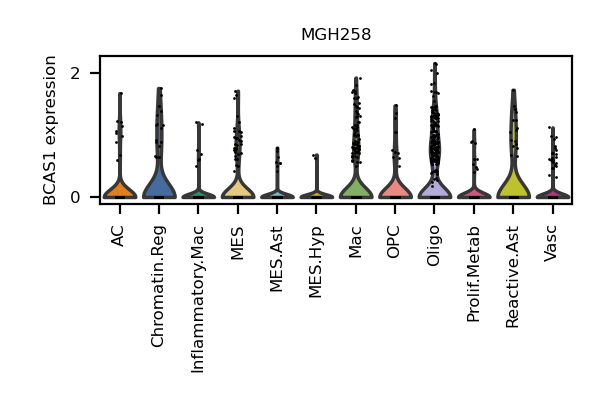 MGH258
BCAS1 expression
2
0
AC
Chromatin.Reg
Inflammatory.Mac
MES
MES.Ast
MES.Hyp
Mac
OPC
Oligo
Prolif.Metab
Reactive.Ast
Vasc